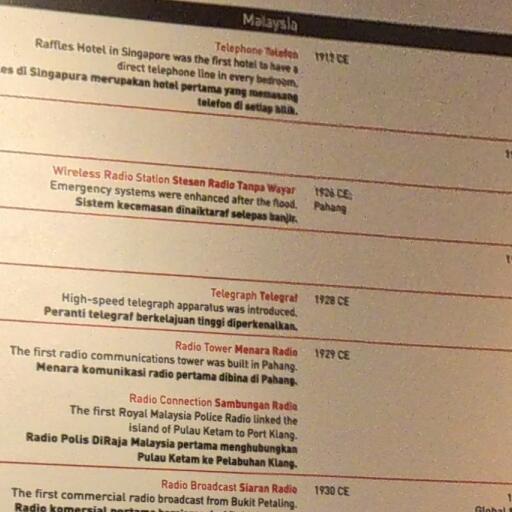 Malaysia
Telephone Telefon 1912 CE
Raffles Hotel in Singapore was the first hotel to have a
direct telephone line in every bedroom.
es di Singapura merupakan hotel pertama yang memasang
telefon di setiap bilik.
Wireless Radio Station Stesen Radio Tanpa Wayar 1926 CE;
Emergency systems were enhanced after the flood. Pahang
Sistem kecemasan dinaiktaraf selepas banjir.
Telegraph Telegraf 1928 CE
High-speed telegraph apparatus was introduced.
Peranti telegraf berkelajuan tinggi diperkenalkan.
Radio Tower Menara Radio 1929 CE
The first radio communications tower was built in Pahang.
Menara komunikasi radio pertama dibina di Pahang.
Radio Connection Sambungan Radio
The first Royal Malaysia Police Radio linked the
island of Pulau Ketam to Port Klang.
Radio Polis DiRaja Malaysia pertama menghubungkan
Pulau Ketam ke Pelabuhan Klang.
Radio Broadcast Siaran Radio 1930 CE
The first commercial radio broadcast from Bukit Petaling.
Radio komersial pertama
Global